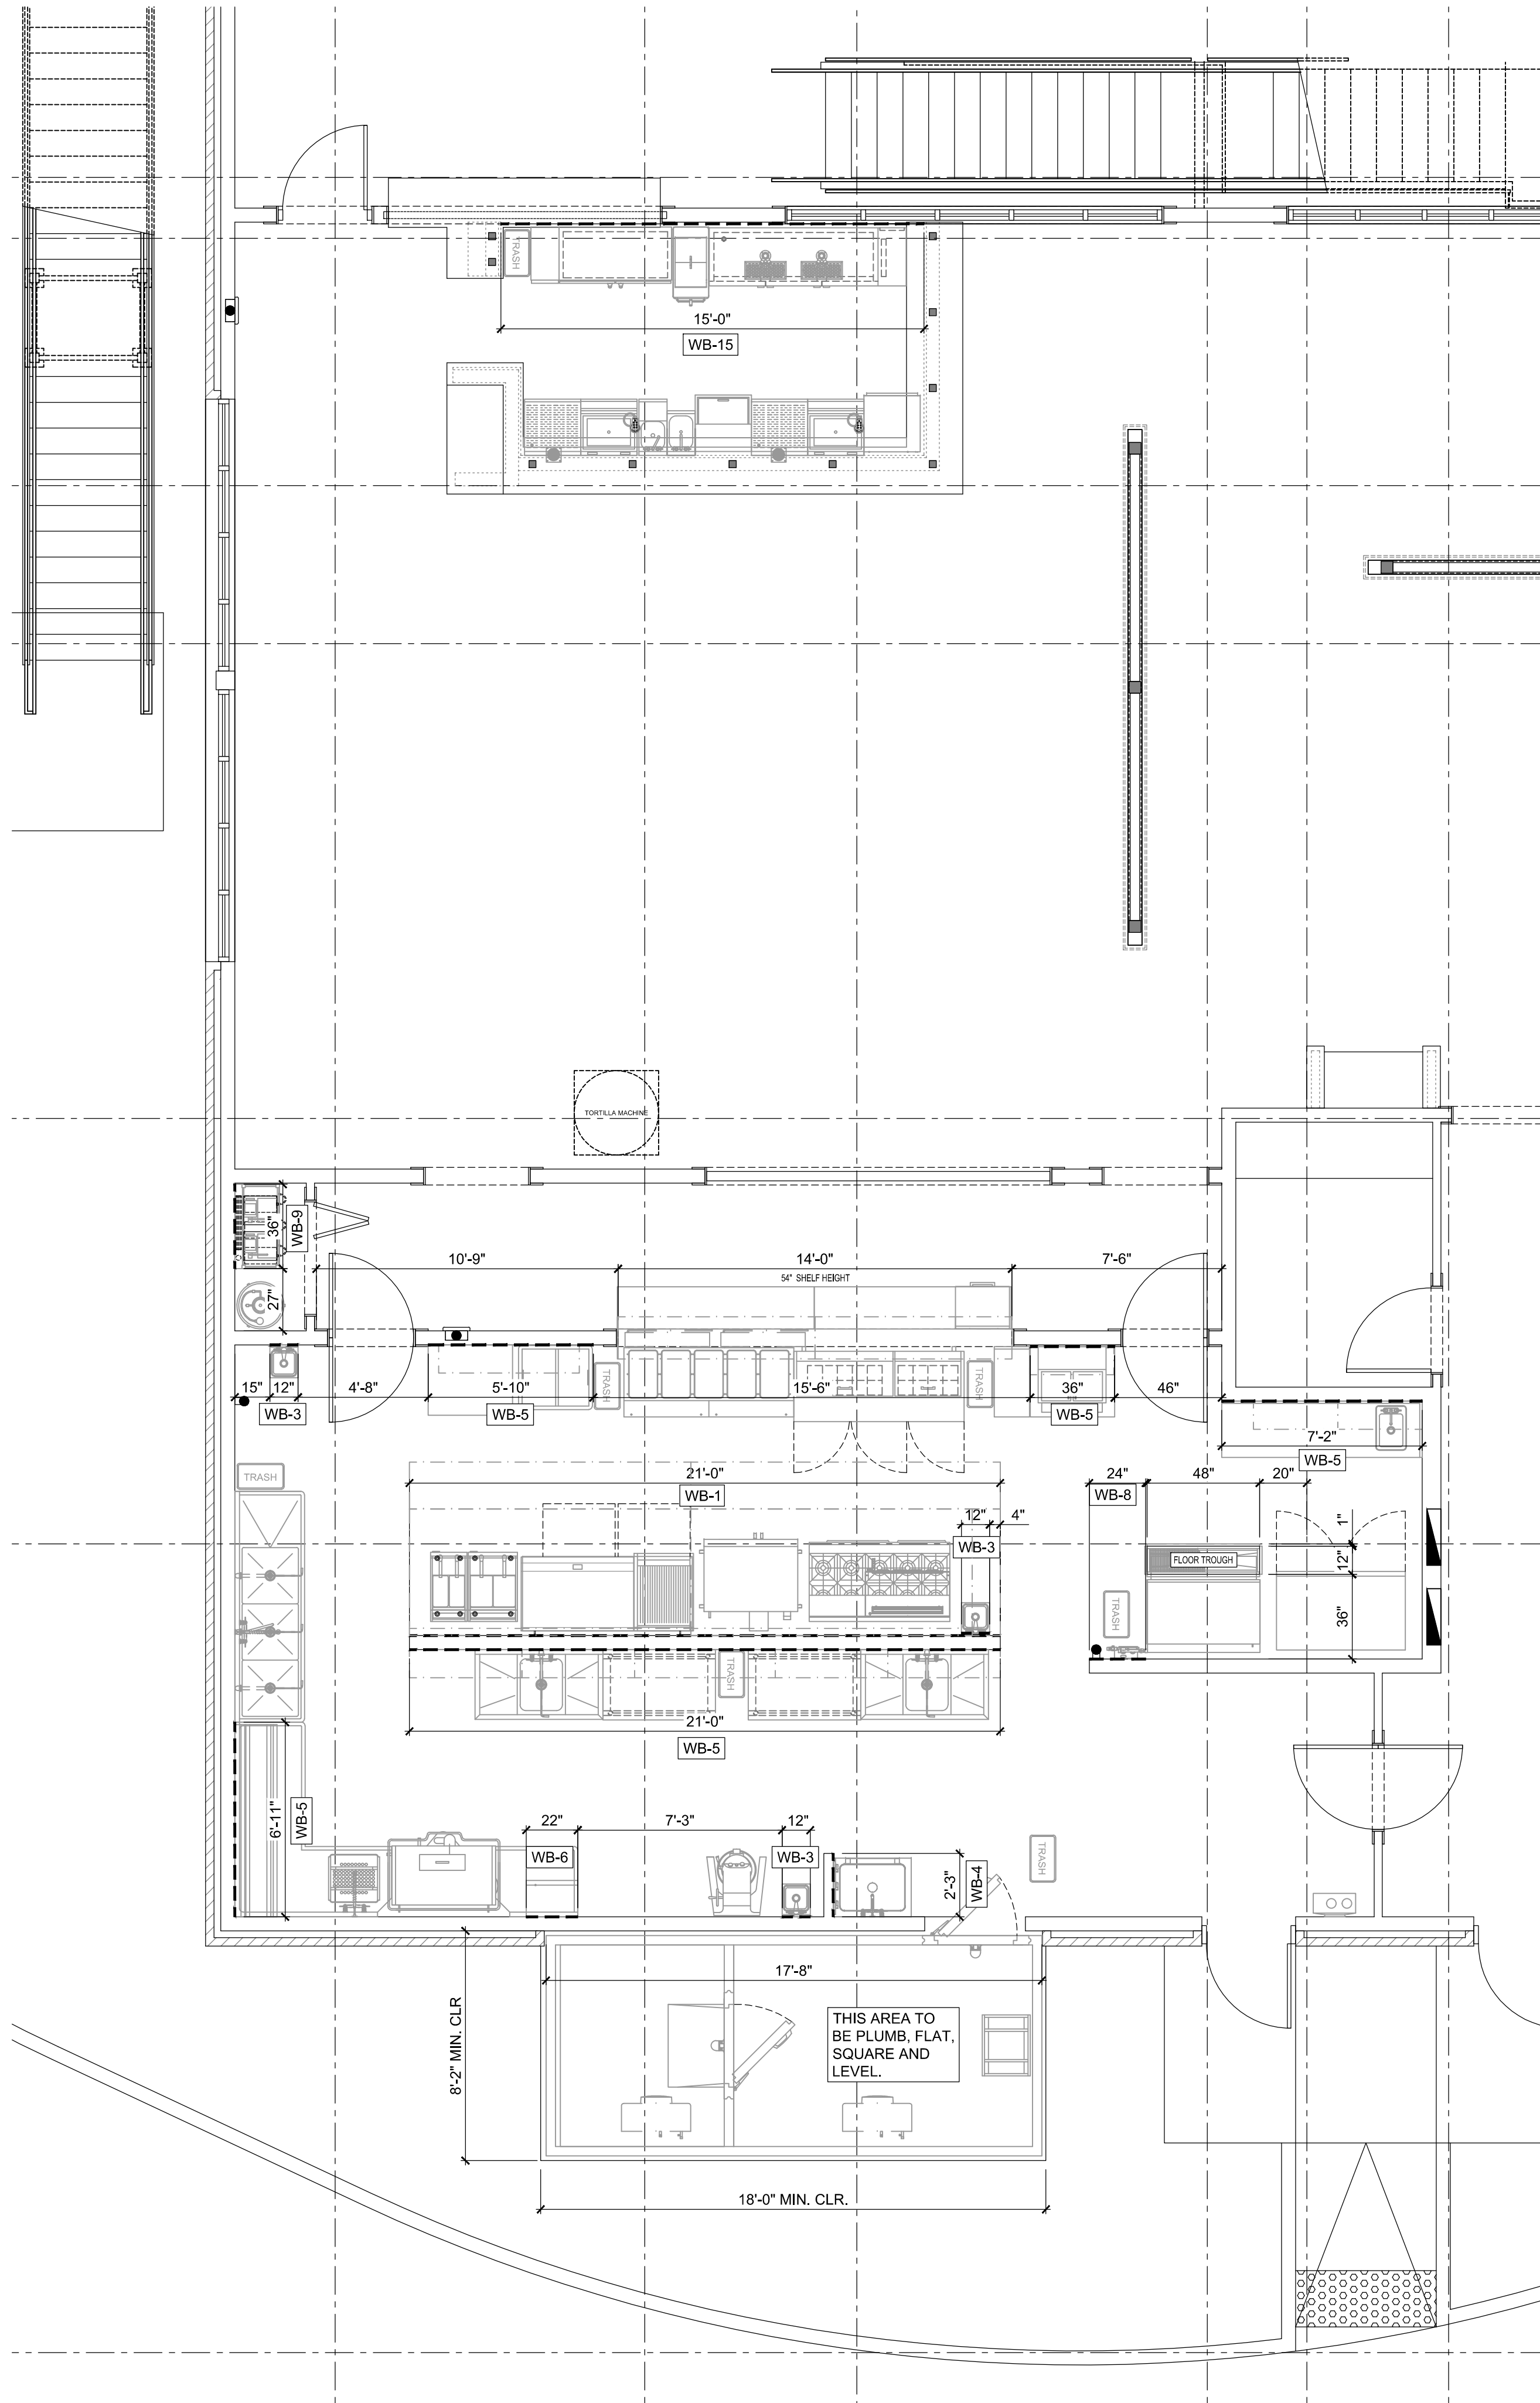 TRASH
15'-0"
WB-15
TORTILLA MACHINE
36"
WB-9
27"
10'-9"
14'-0"
7'-6"
54" SHELF HEIGHT
15"
12"
4'-8"
5'-10"
TRASH
15'-6"
TRASH
36"
46"
WB-3
WB-5
WB-5
7'-2"
WB-5
TRASH
21'-0"
WB-1
24"
48"
20"
WB-8
12"
4"
WB-3
1"
FLOOR TROUGH
12"
TRASH
36"
TRASH
21'-0"
WB-5
6'-11"
WB-5
22"
7'-3"
12"
WB-6
WB-3
2'-3"
WB-4
TRASH
17'-8"
8'-2" MIN. CLR
THIS AREA TO
BE PLUMB, FLAT,
SQUARE AND
LEVEL.
18'-0" MIN. CLR.